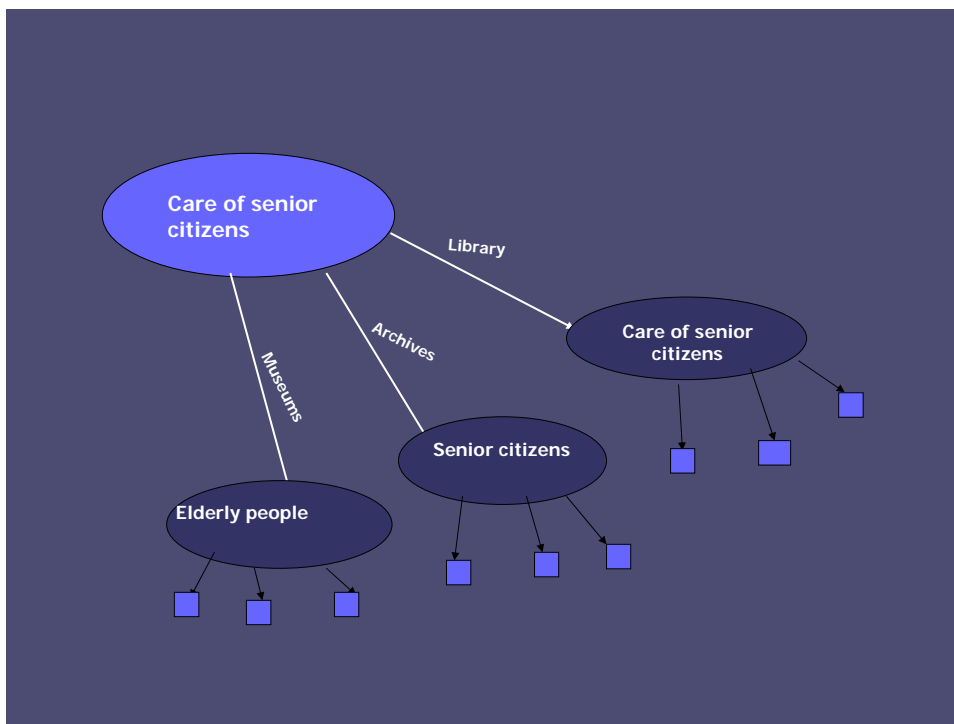 Care of senior
citizens
Library
Archives
Museums
Care of senior
citizens
Senior citizens
Elderly people